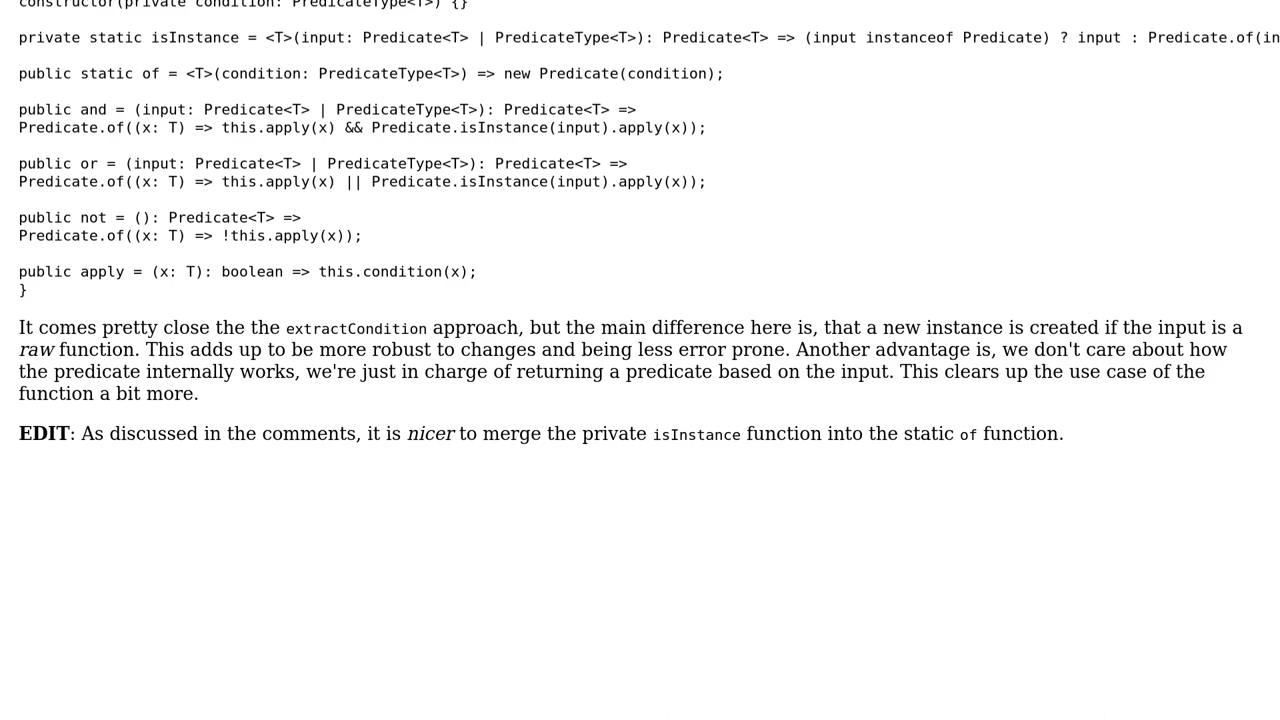 constructor(private condition: PredicateType<T>) {}
private static isInstance = <T>(input: Predicate<T> | PredicateType<T>): Predicate<T> => (input instanceof Predicate) ? input : Predicate.of(in
public static of = <T>(condition: PredicateType<T>) => new Predicate(condition);
public and = (input: Predicate<T> | PredicateType<T>): Predicate<T> =>
Predicate.of((x: T) => this.apply(x) && Predicate.isInstance(input).apply(x));
public or = (input: Predicate<T> | PredicateType<T>): Predicate<T> =>
Predicate.of((x: T) => this.apply(x) || Predicate.isInstance(input).apply(x));
public not = (): Predicate<T> =>
Predicate.of((x: T) => !this.apply(x));
public apply = (x: T): boolean => this.condition(x);
}
It comes pretty close the the extractCondition approach, but the main difference here is, that a new instance is created if the input is a
raw function. This adds up to be more robust to changes and being less error prone. Another advantage is, we don't care about how
the predicate internally works, we're just in charge of returning a predicate based on the input. This clears up the use case of the
function a bit more.
EDIT: As discussed in the comments, it is nicer to merge the private isInstance function into the static of function.